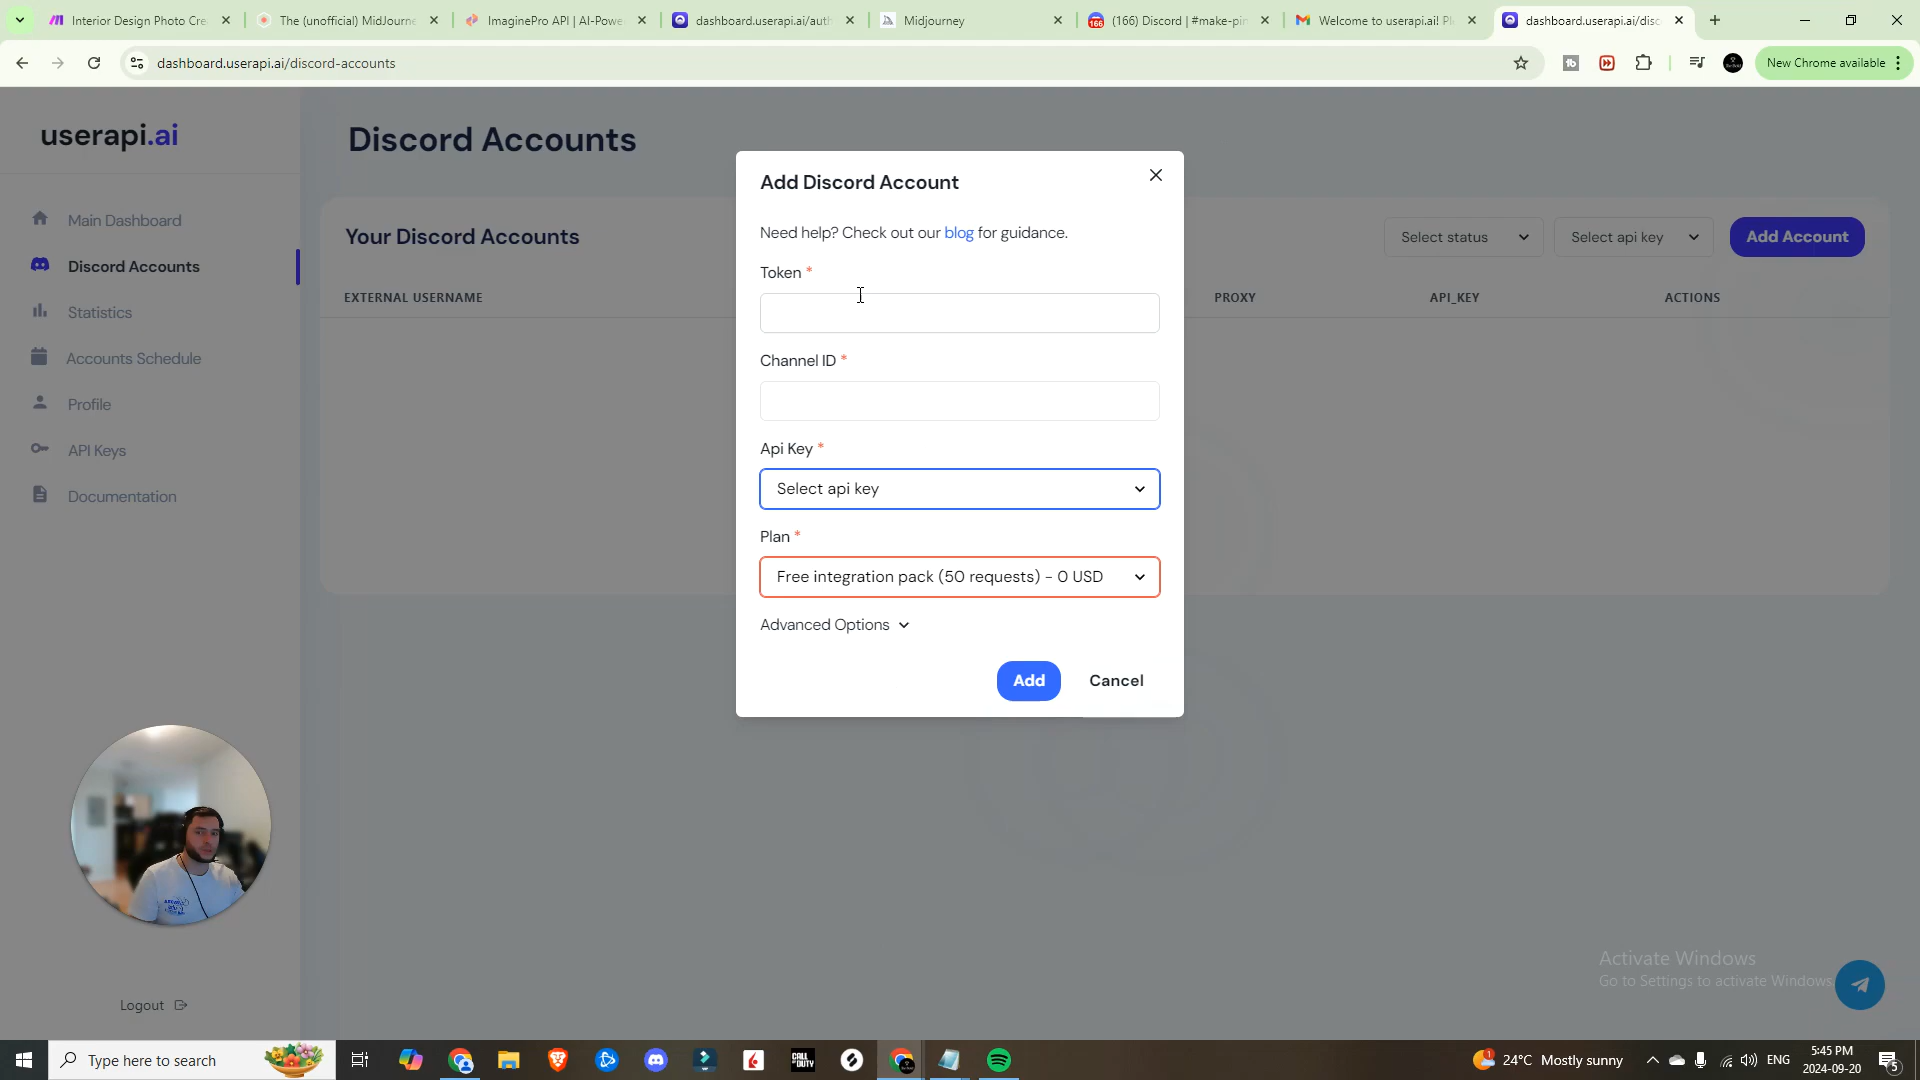 Interior Design Photo Cre
The (unofficial) MidJourne
ImaginePro API | AI-Powe
dashboard.userapi.ai/auth
Midjourney
(166) Discord | #make-pin
Welcome to userapi.ai! Pl
dashboard.userapi.ai/disc
dashboard.userapi.ai/discord-accounts
New Chrome available
userapi.ai
Main Dashboard
Discord Accounts
Statistics
Accounts Schedule
Profile
API Keys
Documentation
Logout
Discord Accounts
Your Discord Accounts
Select status
Select api key
Add Account
EXTERNAL USERNAME
PROXY
API_KEY
ACTIONS
Add Discord Account
Need help? Check out our blog for guidance.
Token *
Channel ID *
Api Key *
Select api key
Plan *
Free integration pack (50 requests) - 0 USD
Advanced Options
Add
Cancel
Activate Windows
Go to Settings to activate Windows.
Type here to search
CALL OF DUTY
1
24°C Mostly sunny
ENG
5:45 PM
2024-09-20
5